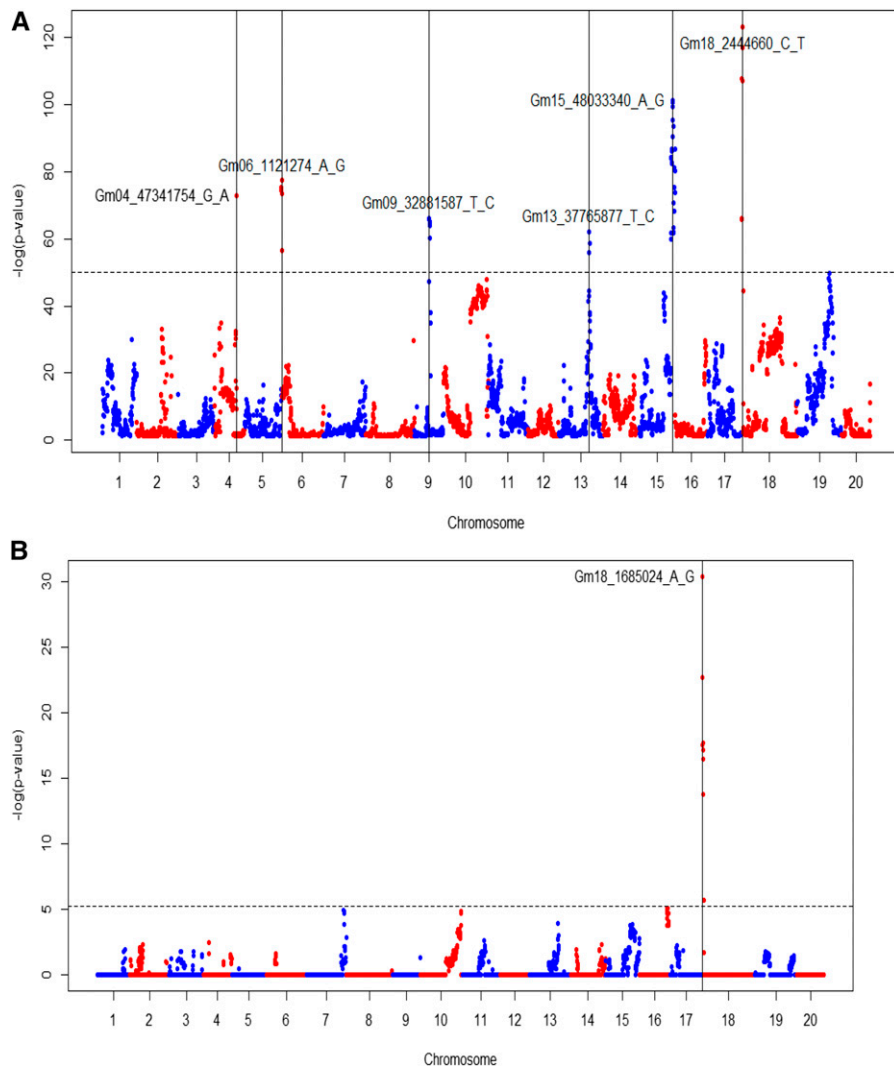 A
-log(p-value)
120
100
80
60
40
20
0
Gm18_2444660_C_T
Gm15_48033340_A_G
Gm06_1121274_A_G
Gm04_47341754_G_A
Gm09_32881587_T_C
Gm13_37765877_T_C
1 2 3 4 5 6 7 8 9 10 11 12 13 14 15 16 17 18 19 20
Chromosome
B
-log(p-value)
30
25
20
15
10
5
0
Gm18_1685024_A_G
1 2 3 4 5 6 7 8 9 10 11 12 13 14 15 16 17 18 19 20
Chromosome